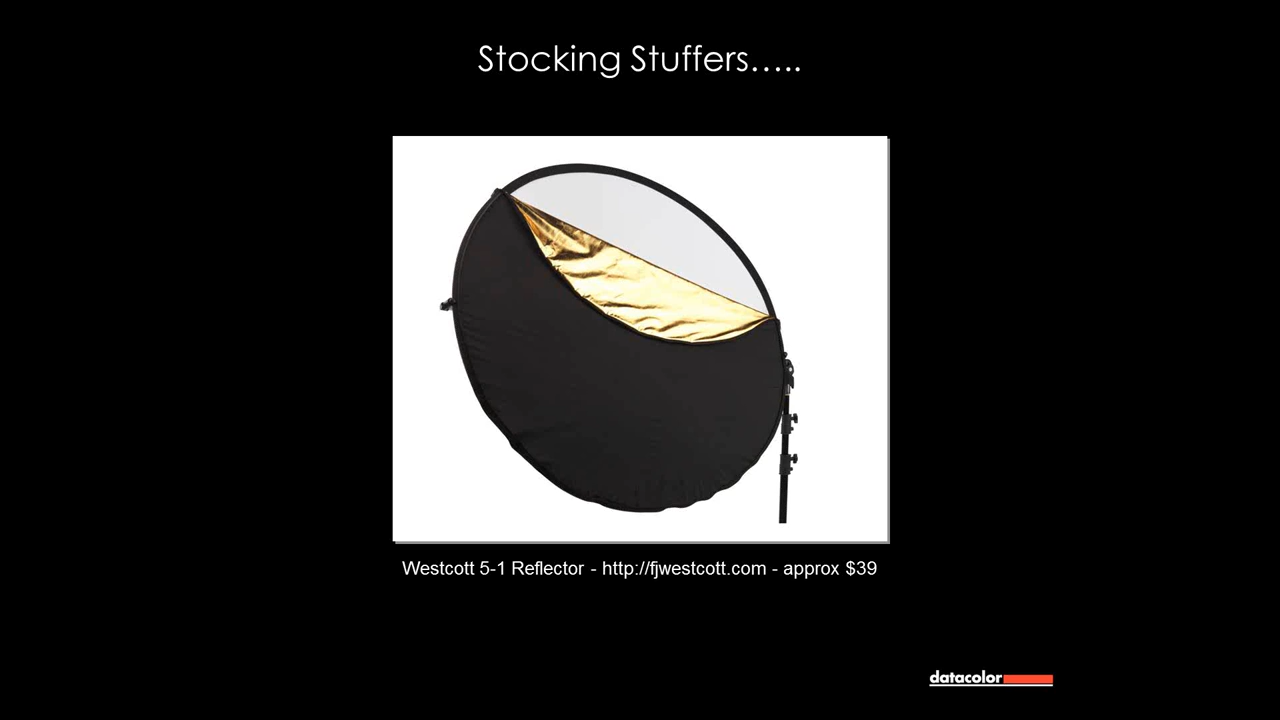 Stocking Stuffers.....
Westcott 5-1 Reflector - http://fjwestcott.com - approx $39
datacolor